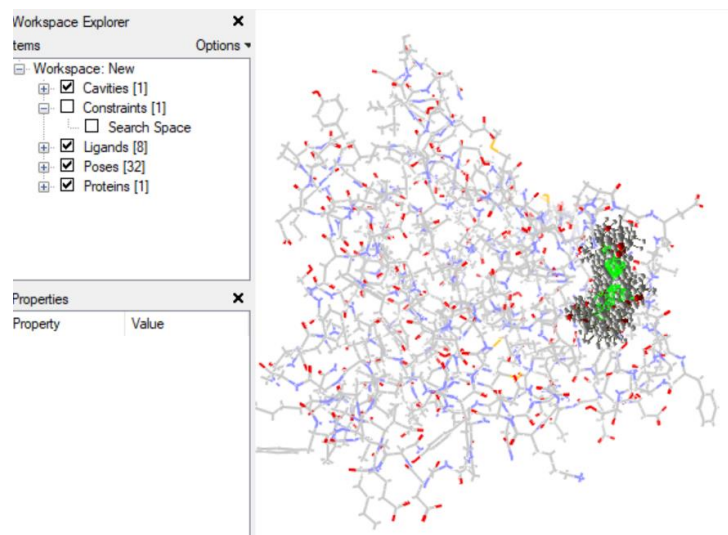 Workspace Explorer
tems
Options
Workspace: New
Cavities [1]
Constraints [1]
Search Space
Ligands [8]
Poses [32]
Proteins [1]
Properties
Property Value